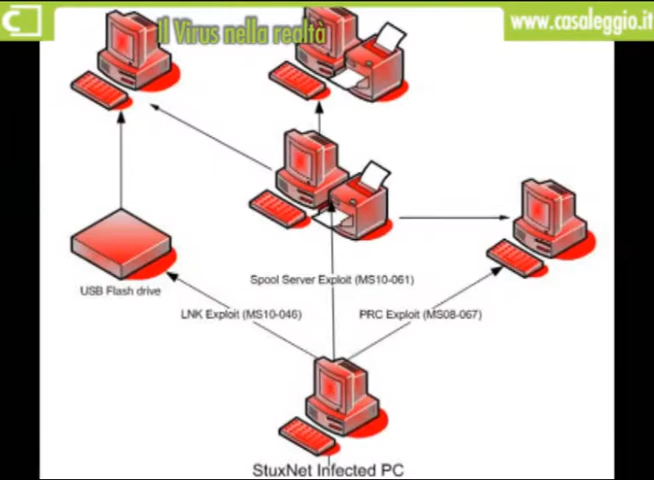 Il Virus nella realtà
www.casaleggio.it
Spool Server Exploit (MS10-061)
USB Flash drive
LNK Exploit (MS10-046)
PRC Exploit (MS08-067)
StuxNet Infected PC